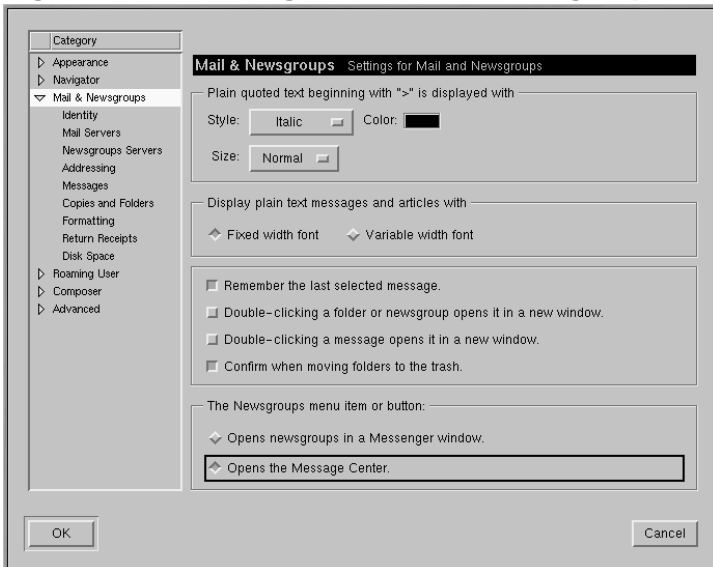 Category
Appearance
Navigator
Mail & Newsgroups
Identity
Mail Servers
Newsgroups Servers
Addressing
Messages
Copies and Folders
Formatting
Return Receipts
Disk Space
Roaming User
Composer
Advanced
Mail & Newsgroups Settings for Mail and Newsgroups
Plain quoted text beginning with ">" is displayed with
Style: Italic Color:
Size: Normal
Display plain text messages and articles with
Fixed width font Variable width font
Remember the last selected message.
Double-clicking a folder or newsgroup opens it in a new window.
Double-clicking a message opens it in a new window.
Confirm when moving folders to the trash.
The Newsgroups menu item or button:
Opens newsgroups in a Messenger window.
Opens the Message Center.
OK Cancel